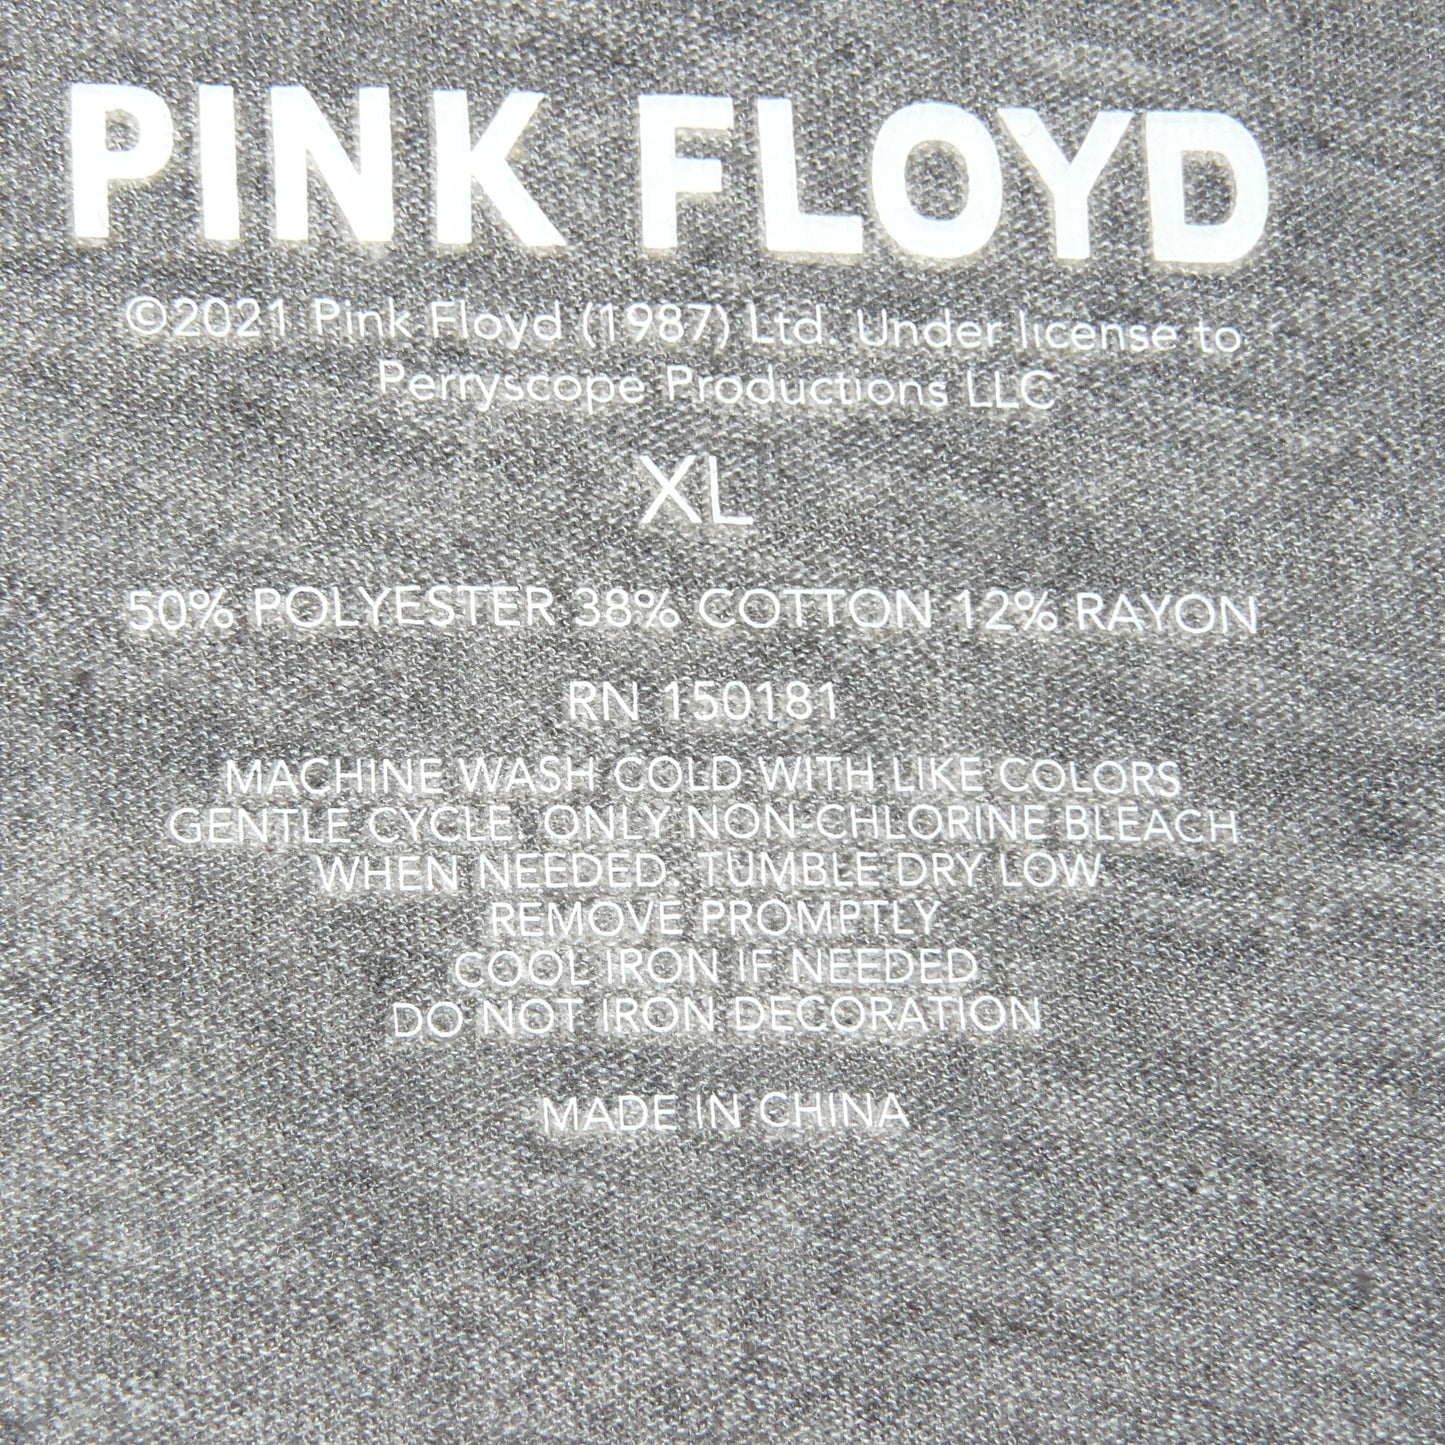 PINK FLOYD
©2021 Pink Floyd (1987) Ltd. Under license to
Perryscope Productions LLC
XL
50% POLYESTER 38% COTTON 12% RAYON
RN 150181
MACHINE WASH COLD WITH LIKE COLORS
GENTLE CYCLE. ONLY NON-CHLORINE BLEACH
WHEN NEEDED. TUMBLE DRY LOW
REMOVE PROMPTLY
COOL IRON IF NEEDED
DO NOT IRON DECORATION
MADE IN CHINA